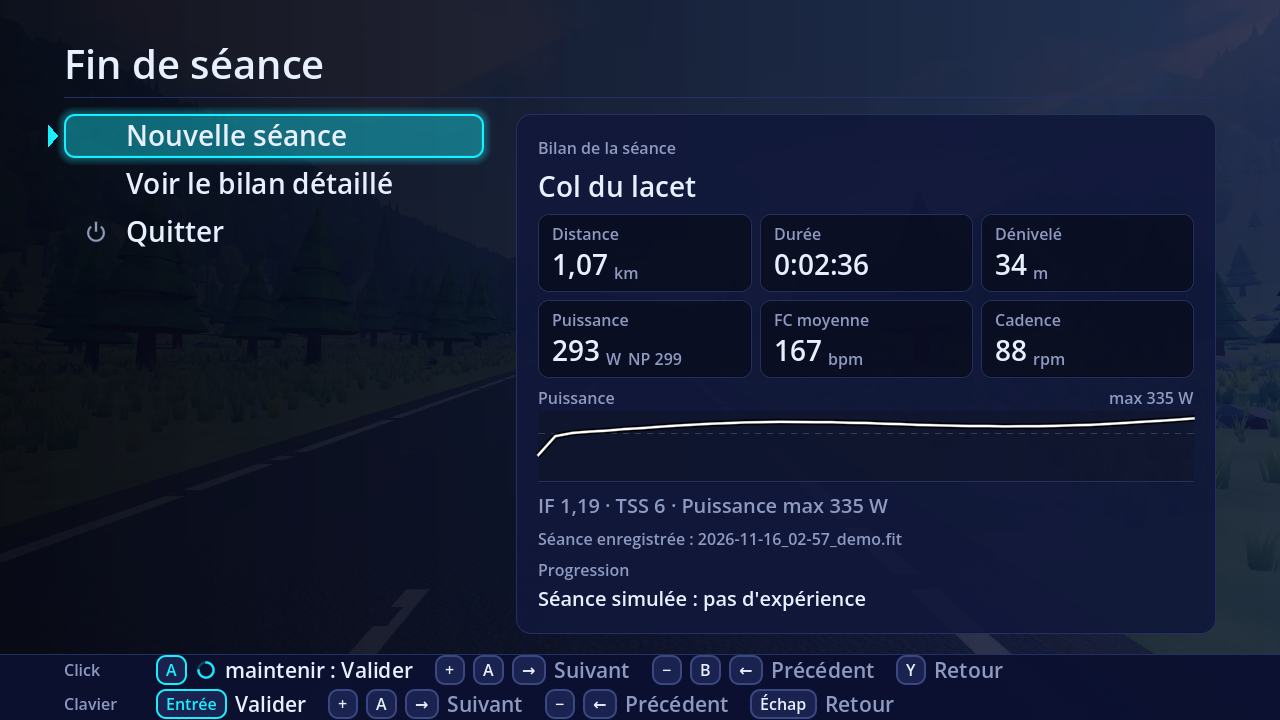 Fin de séance
Nouvelle séance
Voir le bilan détaillé
Quitter
Bilan de la séance
Col du lacet
Distance
1,07 km
Durée
0:02:36
Dénivelé
34 m
Puissance
293 W NP 299
FC moyenne
167 bpm
Cadence
88 rpm
Puissance max 335 W
IF 1,19 · TSS 6 · Puissance max 335 W
Séance enregistrée : 2026-11-16_02-57_demo.fit
Progression
Séance simulée : pas d'expérience
Click A maintenir : Valider + A → Suivant − B ← Précédent Y Retour
Clavier Entrée Valider + A → Suivant − ← Précédent Échap Retour